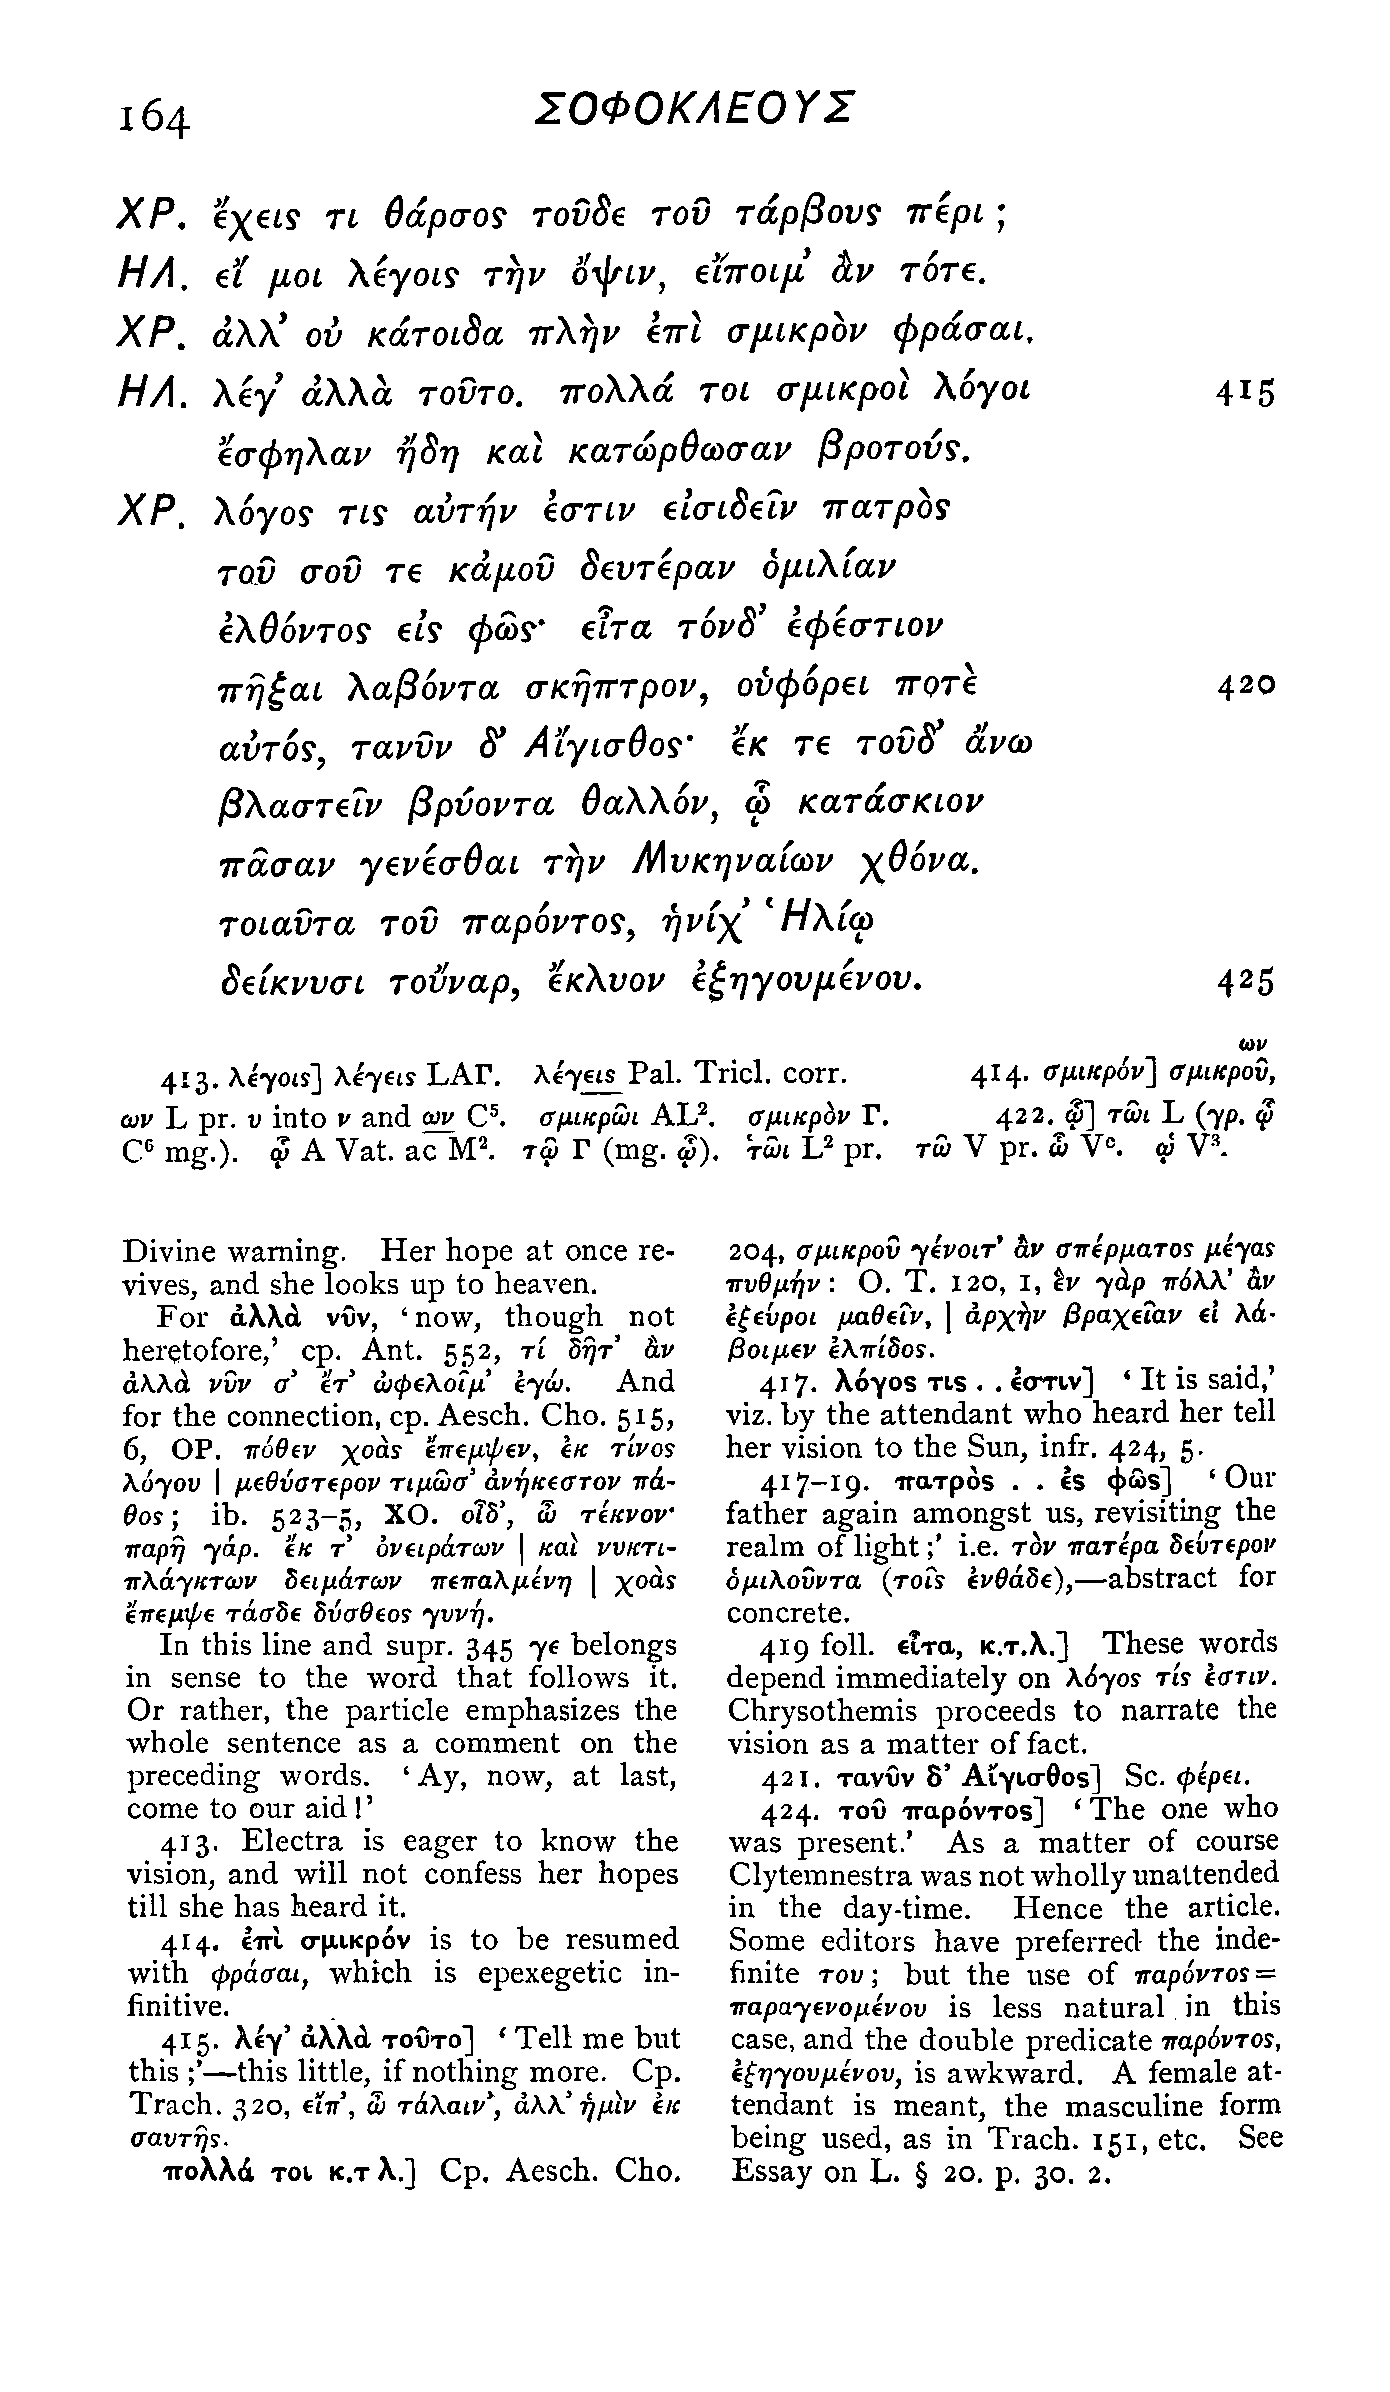 164
ΣΟΦΟΚΛΕΟΥΣ
ΧΡ. ἔχεις τι θάρσος τοῦδε τοῦ τάρβους πέρι ;
ΗΛ. εἴ μοι λέγοις τὴν ὄψιν, εἴποιμ’ ἂν τότε.
ΧΡ. ἀλλ’ οὐ κάτοιδα πλὴν ἐπὶ σμικρὸν φράσαι.
ΗΛ. λέγ’ ἀλλὰ τοῦτο. πολλά τοι σμικροὶ λόγοι 415
ἔσφηλαν ἤδη καὶ κατώρθωσαν βροτούς.
ΧΡ. λόγος τις αὐτήν ἐστιν εἰσιδεῖν πατρὸς
τοῦ σοῦ τε κἀμοῦ δευτέραν ὁμιλίαν
ἐλθόντος εἰς φῶς· εἶτα τόνδ’ ἐφέστιον
πῆξαι λαβόντα σκῆπτρον, οὑφόρει ποτὲ 420
αὐτός, τανῦν δ’ Αἴγισθος· ἔκ τε τοῦδ’ ἄνω
βλαστεῖν βρύοντα θαλλόν, ᾧ κατάσκιον
πᾶσαν γενέσθαι τὴν Μυκηναίων χθόνα.
τοιαῦτα τοῦ παρόντος, ἡνίχ’ Ἡλίῳ
δείκνυσι τοὔναρ, ἔκλυον ἐξηγουμένου. 425
ων
413. λέγοις] λέγεις LAΓ. λέγεις Pal. Tricl. corr. 414. σμικρόν] σμικροῦ,
ων L pr. υ into ν and ων C⁵. σμικρῶι AL². σμικρὸν Γ. 422. ᾧ] τῶι L (γρ. ᾧ
C⁶ mg.). ᾧ A Vat. ac M². τῷ Γ (mg. ᾧ). τῶι L² pr. τῶ V pr. ὦ Vᶜ. ᾡ V³.
Divine warning. Her hope at once re-
vives, and she looks up to heaven.
For ἀλλὰ νῦν, ‘now, though not
heretofore,’ cp. Ant. 552, τί δῆτ’ ἂν
ἀλλὰ νῦν σ’ ἔτ’ ὠφελοῖμ’ ἐγώ. And
for the connection, cp. Aesch. Cho. 515,
6, ΟΡ. πόθεν χοὰς ἔπεμψεν, ἐκ τίνος
λόγου | μεθύστερον τιμῶσ’ ἀνήκεστον πά-
θος ; ib. 523–5, ΧΟ. οἶδ’, ὦ τέκνον·
παρῆ γάρ. ἔκ τ’ ὀνειράτων | καὶ νυκτι-
πλάγκτων δειμάτων πεπαλμένη | χοὰς
ἔπεμψε τάσδε δύσθεος γυνή.
In this line and supr. 345 γε belongs
in sense to the word that follows it.
Or rather, the particle emphasizes the
whole sentence as a comment on the
preceding words. ‘Ay, now, at last,
come to our aid !’
413. Electra is eager to know the
vision, and will not confess her hopes
till she has heard it.
414. ἐπὶ σμικρόν is to be resumed
with φράσαι, which is epexegetic in-
finitive.
415. λέγ’ ἀλλὰ τοῦτο] ‘Tell me but
this ;’—this little, if nothing more. Cp.
Trach. 320, εἴπ’, ὦ τάλαιν’, ἀλλ’ ἡμὶν ἐκ
σαυτῆς.
πολλά τοι κ.τ λ.] Cp. Aesch. Cho.
204, σμικροῦ γένοιτ’ ἂν σπέρματος μέγας
πυθμήν : O. T. 120, 1, ἓν γὰρ πόλλ’ ἂν
ἐξεύροι μαθεῖν, | ἀρχὴν βραχεῖαν εἰ λά-
βοιμεν ἐλπίδος.
417. λόγος τις . . ἐστιν] ‘It is said,’
viz. by the attendant who heard her tell
her vision to the Sun, infr. 424, 5.
417–19. πατρὸς . . ἐς φῶς] ‘Our
father again amongst us, revisiting the
realm of light ;’ i.e. τὸν πατέρα δεύτερον
ὁμιλοῦντα (τοῖς ἐνθάδε),—abstract for
concrete.
419 foll. εἶτα, κ.τ.λ.] These words
depend immediately on λόγος τίς ἐστιν.
Chrysothemis proceeds to narrate the
vision as a matter of fact.
421. τανῦν δ’ Αἴγισθος] Sc. φέρει.
424. τοῦ παρόντος] ‘The one who
was present.’ As a matter of course
Clytemnestra was not wholly unattended
in the day-time. Hence the article.
Some editors have preferred the inde-
finite του ; but the use of παρόντος =
παραγενομένου is less natural in this
case, and the double predicate παρόντος,
ἐξηγουμένου, is awkward. A female at-
tendant is meant, the masculine form
being used, as in Trach. 151, etc. See
Essay on L. § 20. p. 30. 2.